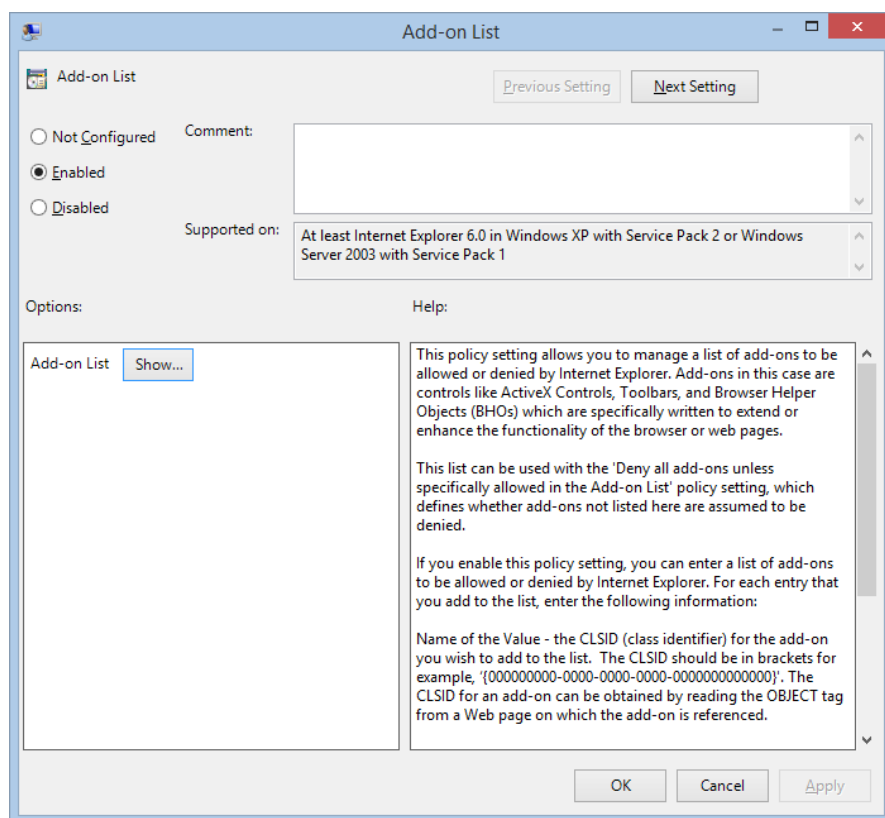 Add-on List
Add-on List
Previous Setting
Next Setting
Not Configured
Comment:
Enabled
Disabled
Supported on:
At least Internet Explorer 6.0 in Windows XP with Service Pack 2 or Windows
Server 2003 with Service Pack 1
Options:
Help:
Add-on List
Show...
This policy setting allows you to manage a list of add-ons to be
allowed or denied by Internet Explorer. Add-ons in this case are
controls like ActiveX Controls, Toolbars, and Browser Helper
Objects (BHOs) which are specifically written to extend or
enhance the functionality of the browser or web pages.
This list can be used with the 'Deny all add-ons unless
specifically allowed in the Add-on List' policy setting, which
defines whether add-ons not listed here are assumed to be
denied.
If you enable this policy setting, you can enter a list of add-ons
to be allowed or denied by Internet Explorer. For each entry that
you add to the list, enter the following information:
Name of the Value - the CLSID (class identifier) for the add-on
you wish to add to the list.  The CLSID should be in brackets for
example, '{000000000-0000-0000-0000-0000000000000}'. The
CLSID for an add-on can be obtained by reading the OBJECT tag
from a Web page on which the add-on is referenced.
OK
Cancel
Apply